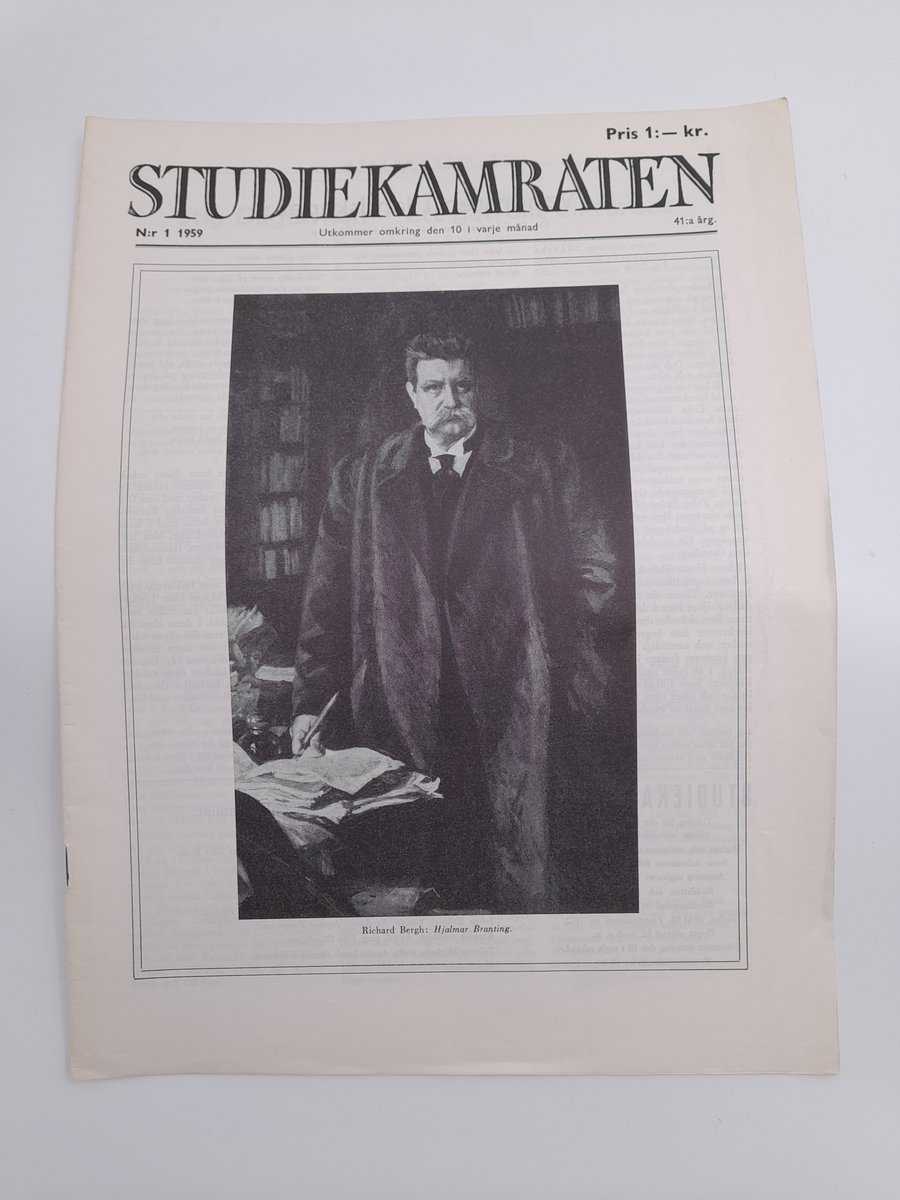 Pris 1:— kr.
STUDIEKAMRATEN
N:r 1 1959 Utkommer omkring den 10 i varje månad 41:a årg.
Richard Bergh: Hjalmar Branting.